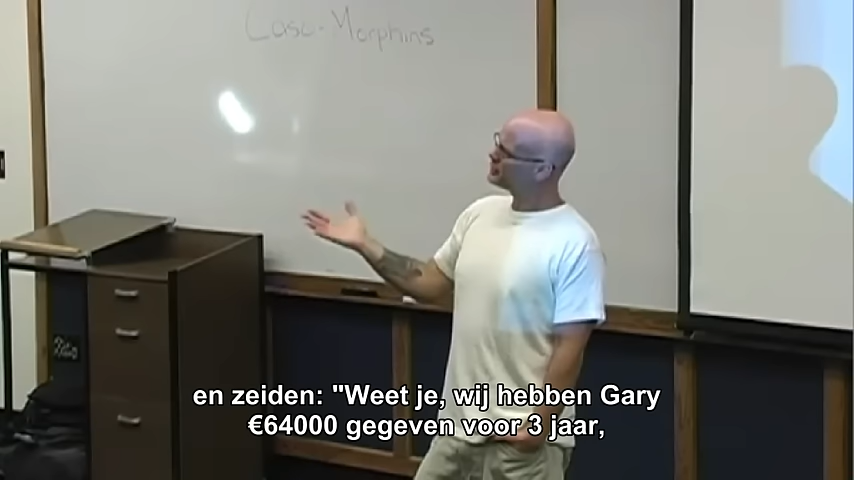 Caso-Morphins
en zeiden: "Weet je, wij hebben Gary
€64000 gegeven voor 3 jaar,